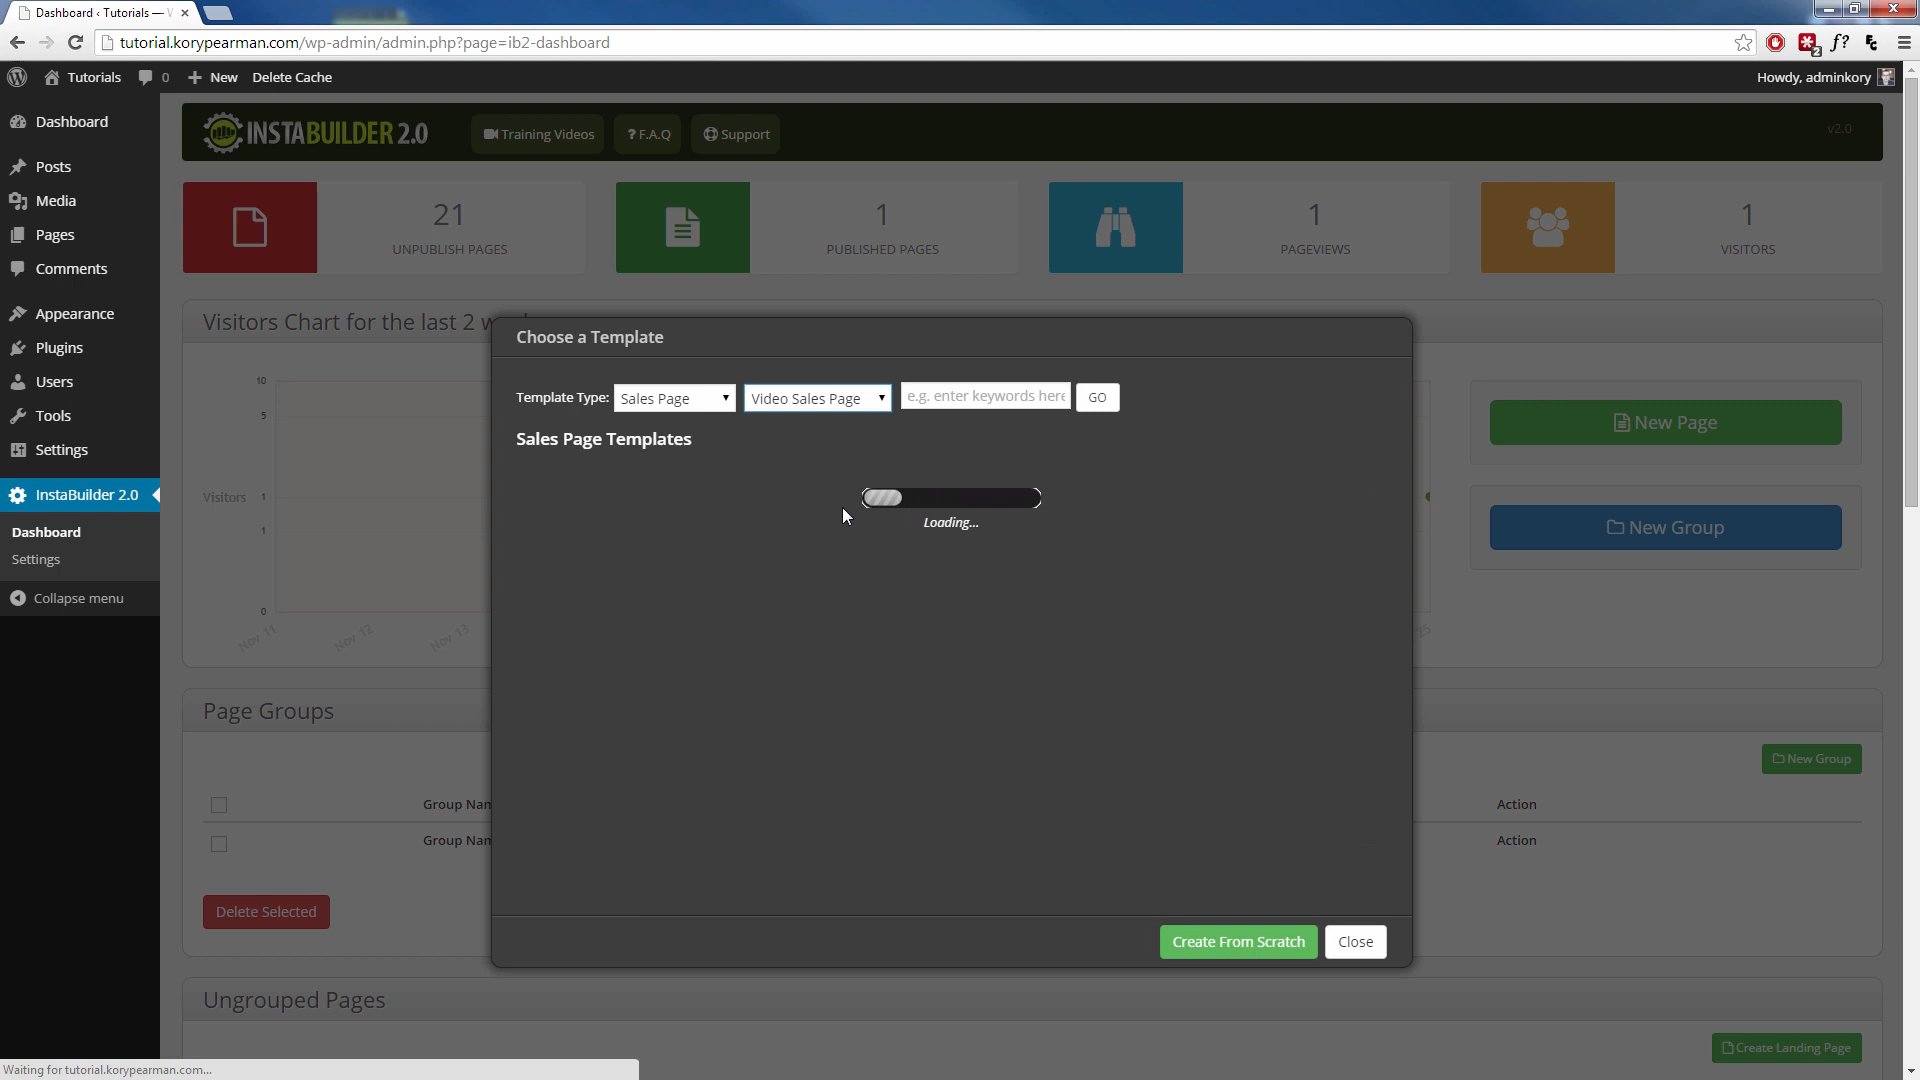 Dashboard ‹ Tutorials —
tutorial.korypearman.com/wp-admin/admin.php?page=ib2-dashboard
f?
2
Tutorials 0 New Delete Cache Howdy, adminkory
Dashboard
Posts
Media
Pages
Comments
Appearance
Plugins
Users
Tools
Settings
InstaBuilder 2.0
Dashboard
Settings
Collapse menu
INSTABUILDER 2.0 Training Videos ? F.A.Q Support v2.0
21
UNPUBLISH PAGES
1
PUBLISHED PAGES
1
PAGEVIEWS
1
VISITORS
Visitors Chart for the last 2
10
5
Visitors 1
1
0
Nov 11 Nov 12 Nov 13 25
Choose a Template
Template Type: Sales Page Video Sales Page e.g. enter keywords here GO
Sales Page Templates
Loading...
Create From Scratch Close
New Page
New Group
Page Groups
New Group
Group Nam Action
Group Nam Action
Delete Selected
Ungrouped Pages
Create Landing Page
Waiting for tutorial.korypearman.com...